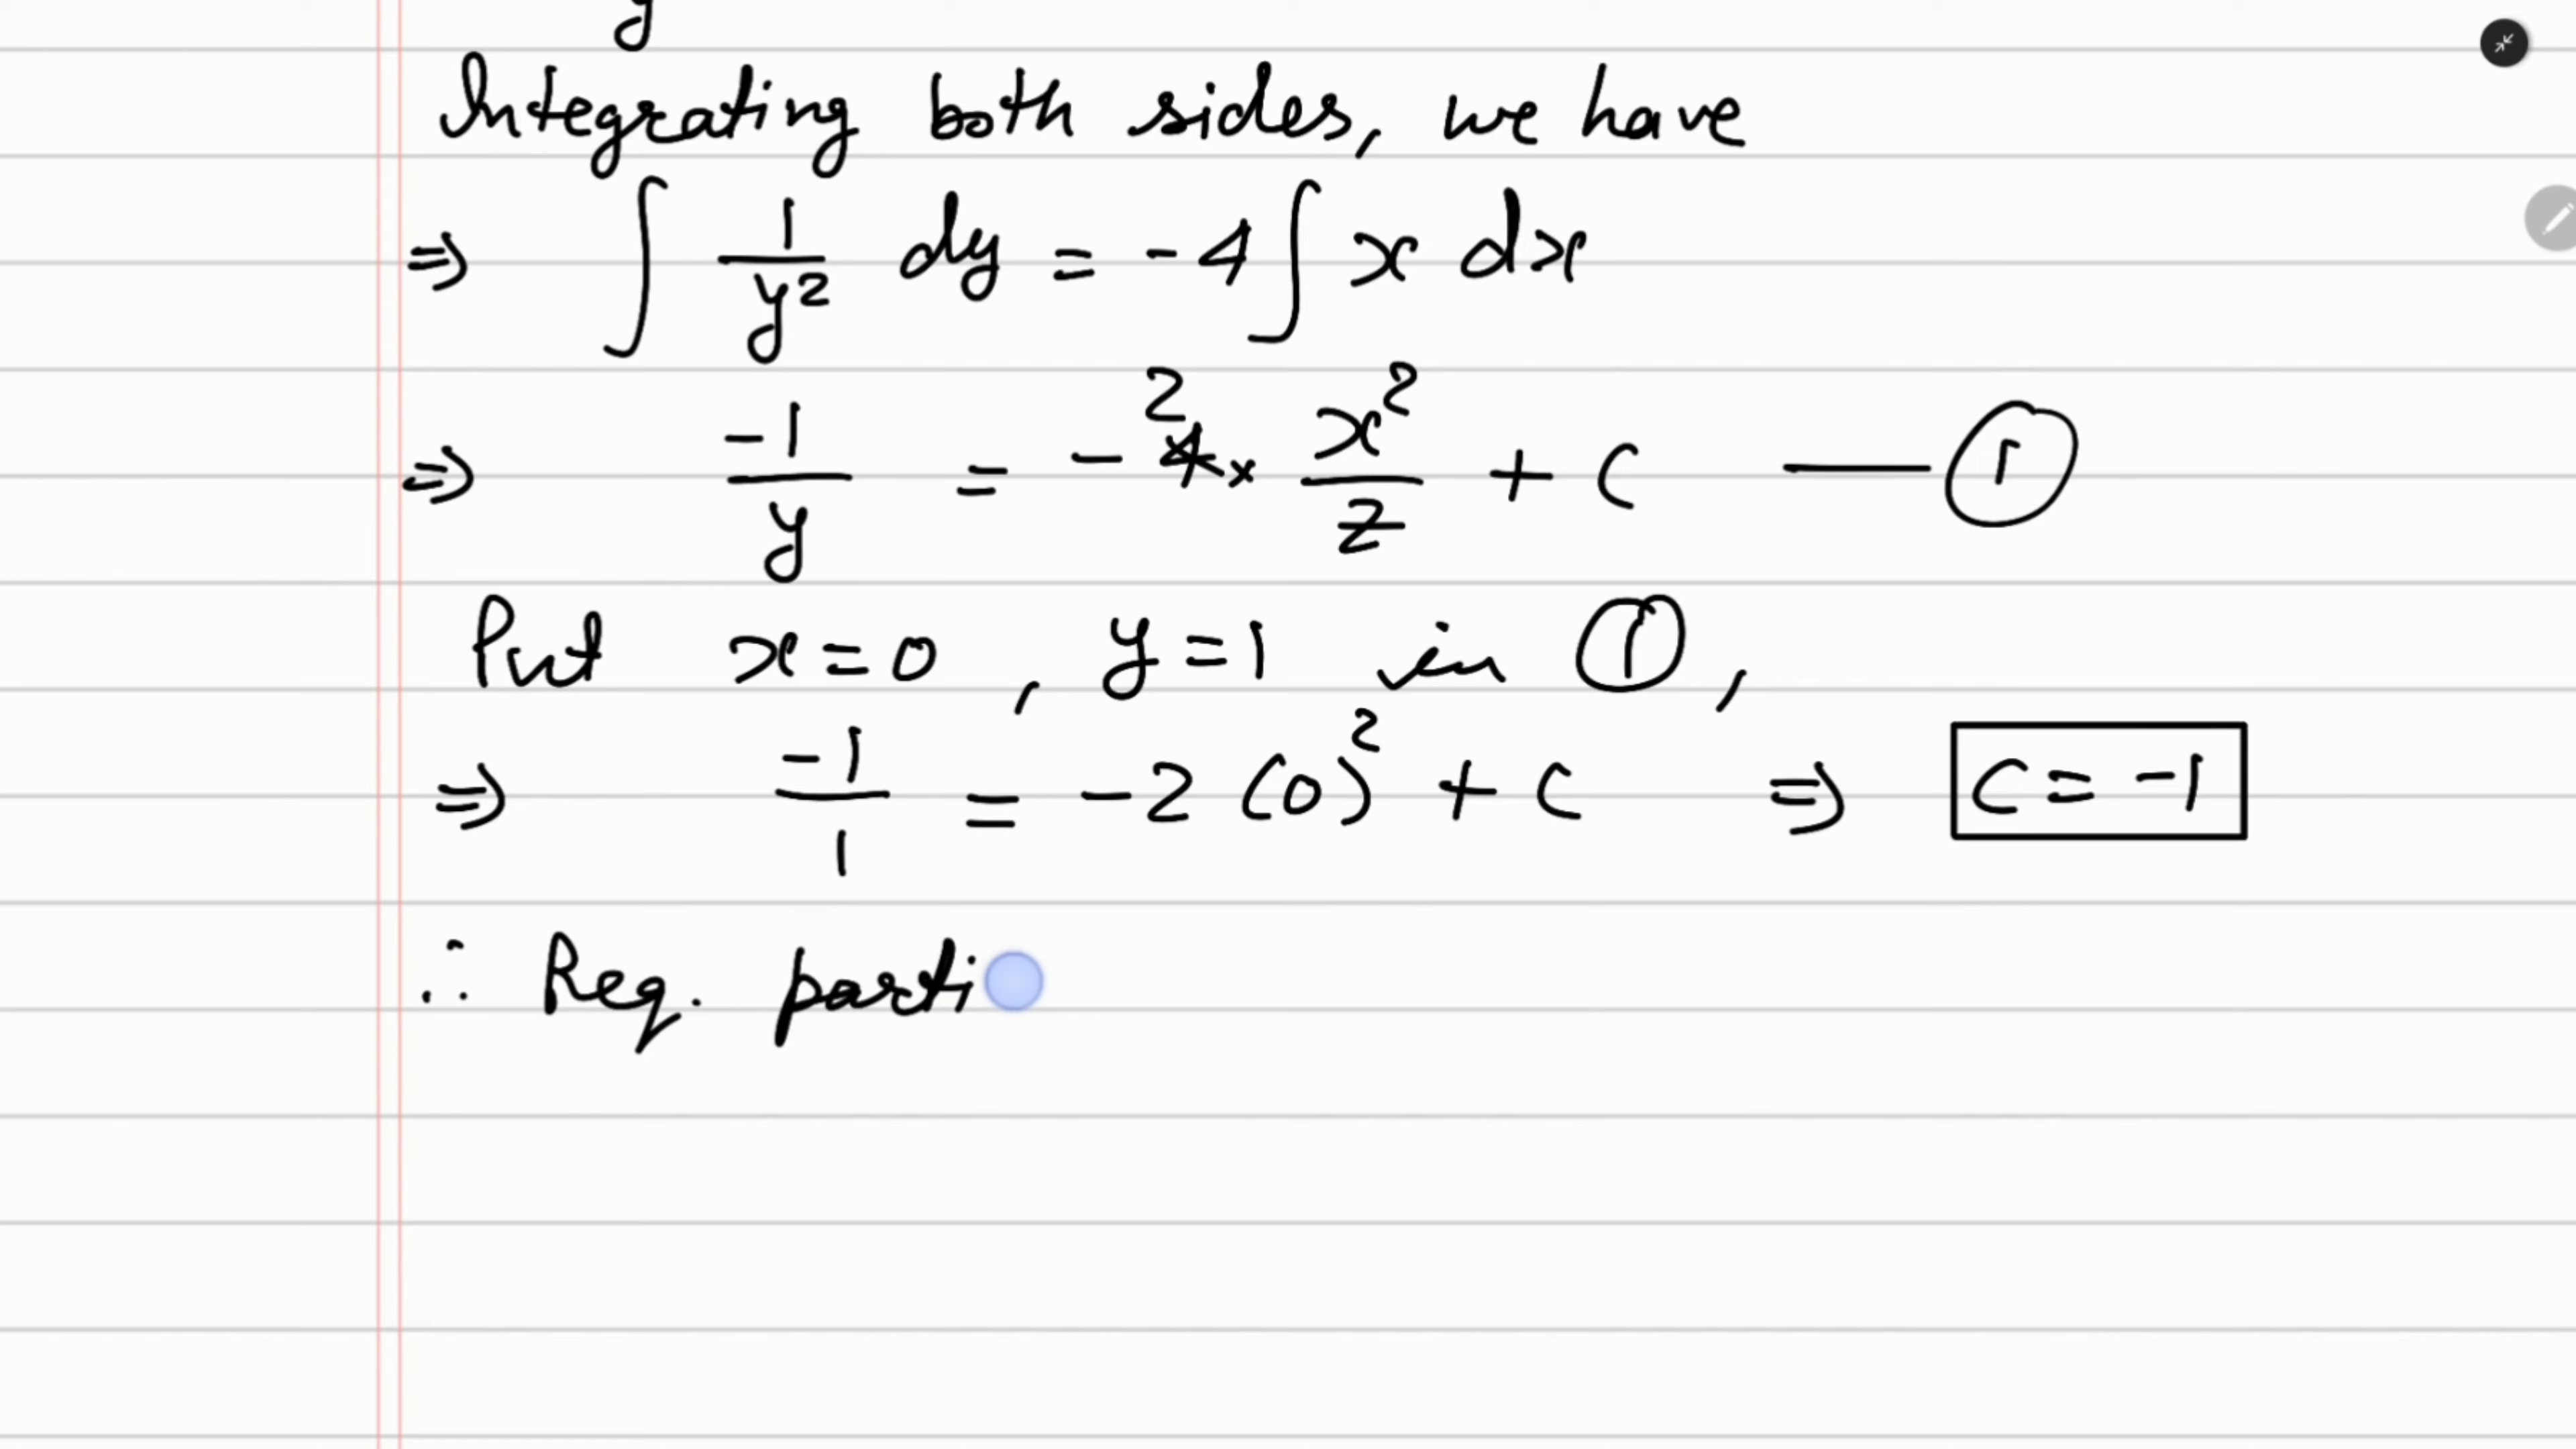 y
Integrating both sides, we have
⇒ ∫ 1/y² dy = -4 ∫ x dx
⇒ -1/y = - 4̸ 2 × x²/2̸ + C —— ①
Put x = 0 , y = 1 in ①,
⇒ -1/1 = -2 (0)² + C ⇒ C = -1
∴ Req. parti